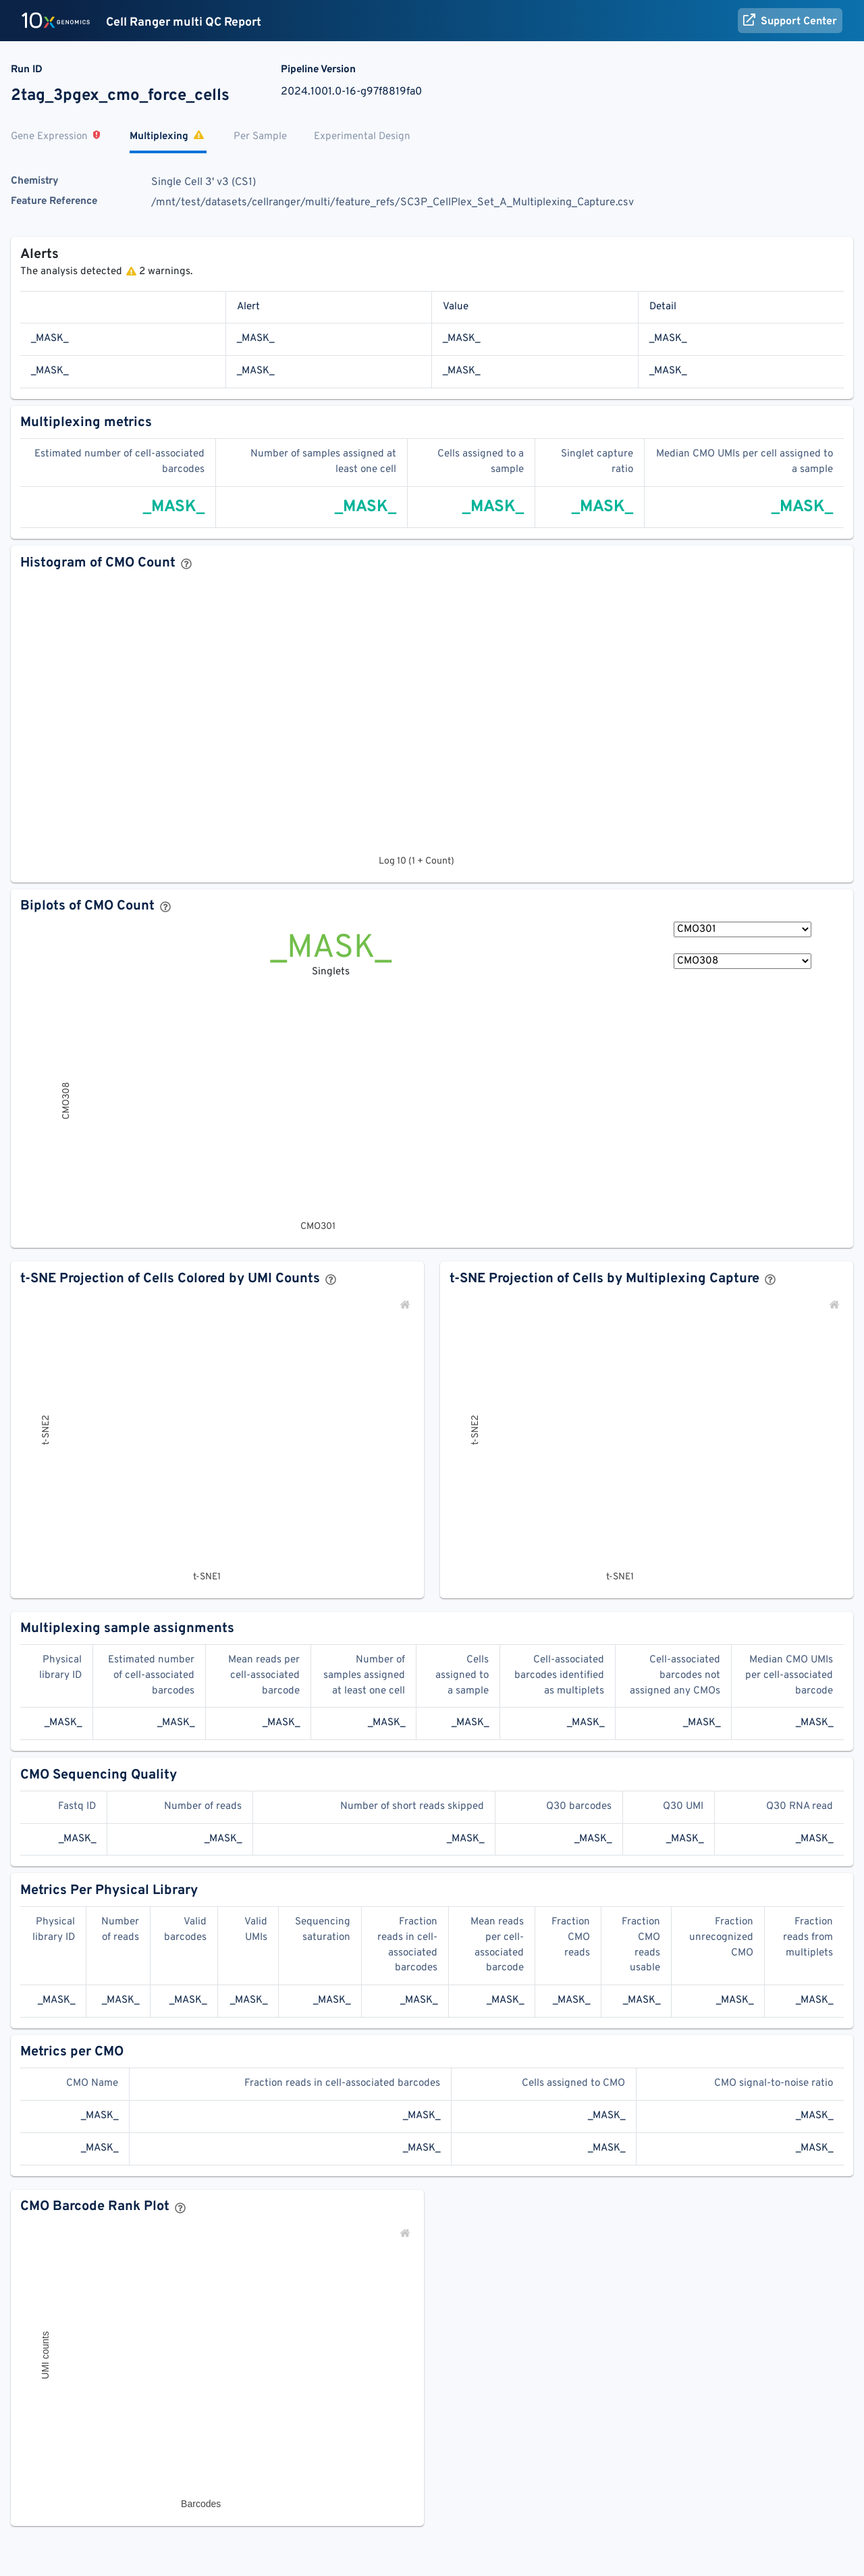 10x GENOMICS Cell Ranger multi QC Report Support Center
Run ID Pipeline Version
2tag_3pgex_cmo_force_cells 2024.1001.0-16-g97f8819fa0
Gene Expression Multiplexing Per Sample Experimental Design
Chemistry Single Cell 3' v3 (CS1)
Feature Reference /mnt/test/datasets/cellranger/multi/feature_refs/SC3P_CellPlex_Set_A_Multiplexing_Capture.csv
Alerts
The analysis detected 2 warnings.
Alert Value Detail
_MASK_ _MASK_ _MASK_ _MASK_
_MASK_ _MASK_ _MASK_ _MASK_
Multiplexing metrics
Estimated number of cell-associated Number of samples assigned at Cells assigned to a Singlet capture Median CMO UMIs per cell assigned to
barcodes least one cell sample ratio a sample
_MASK_ _MASK_ _MASK_ _MASK_ _MASK_
Histogram of CMO Count
Log 10 (1 + Count)
Biplots of CMO Count
CMO301
_MASK_
CMO308
Singlets
CMO308
CMO301
t-SNE Projection of Cells Colored by UMI Counts t-SNE Projection of Cells by Multiplexing Capture
t-SNE2 t-SNE2
t-SNE1 t-SNE1
Multiplexing sample assignments
Physical Estimated number Mean reads per Number of Cells Cell-associated Cell-associated Median CMO UMIs
library ID of cell-associated cell-associated samples assigned assigned to barcodes identified barcodes not per cell-associated
barcodes barcode at least one cell a sample as multiplets assigned any CMOs barcode
_MASK_ _MASK_ _MASK_ _MASK_ _MASK_ _MASK_ _MASK_ _MASK_
CMO Sequencing Quality
Fastq ID Number of reads Number of short reads skipped Q30 barcodes Q30 UMI Q30 RNA read
_MASK_ _MASK_ _MASK_ _MASK_ _MASK_ _MASK_
Metrics Per Physical Library
Physical Number Valid Valid Sequencing Fraction Mean reads Fraction Fraction Fraction Fraction
library ID of reads barcodes UMIs saturation reads in cell- per cell- CMO CMO unrecognized reads from
associated associated reads reads CMO multiplets
barcodes barcode usable
_MASK_ _MASK_ _MASK_ _MASK_ _MASK_ _MASK_ _MASK_ _MASK_ _MASK_ _MASK_ _MASK_
Metrics per CMO
CMO Name Fraction reads in cell-associated barcodes Cells assigned to CMO CMO signal-to-noise ratio
_MASK_ _MASK_ _MASK_ _MASK_
_MASK_ _MASK_ _MASK_ _MASK_
CMO Barcode Rank Plot
UMI counts
Barcodes